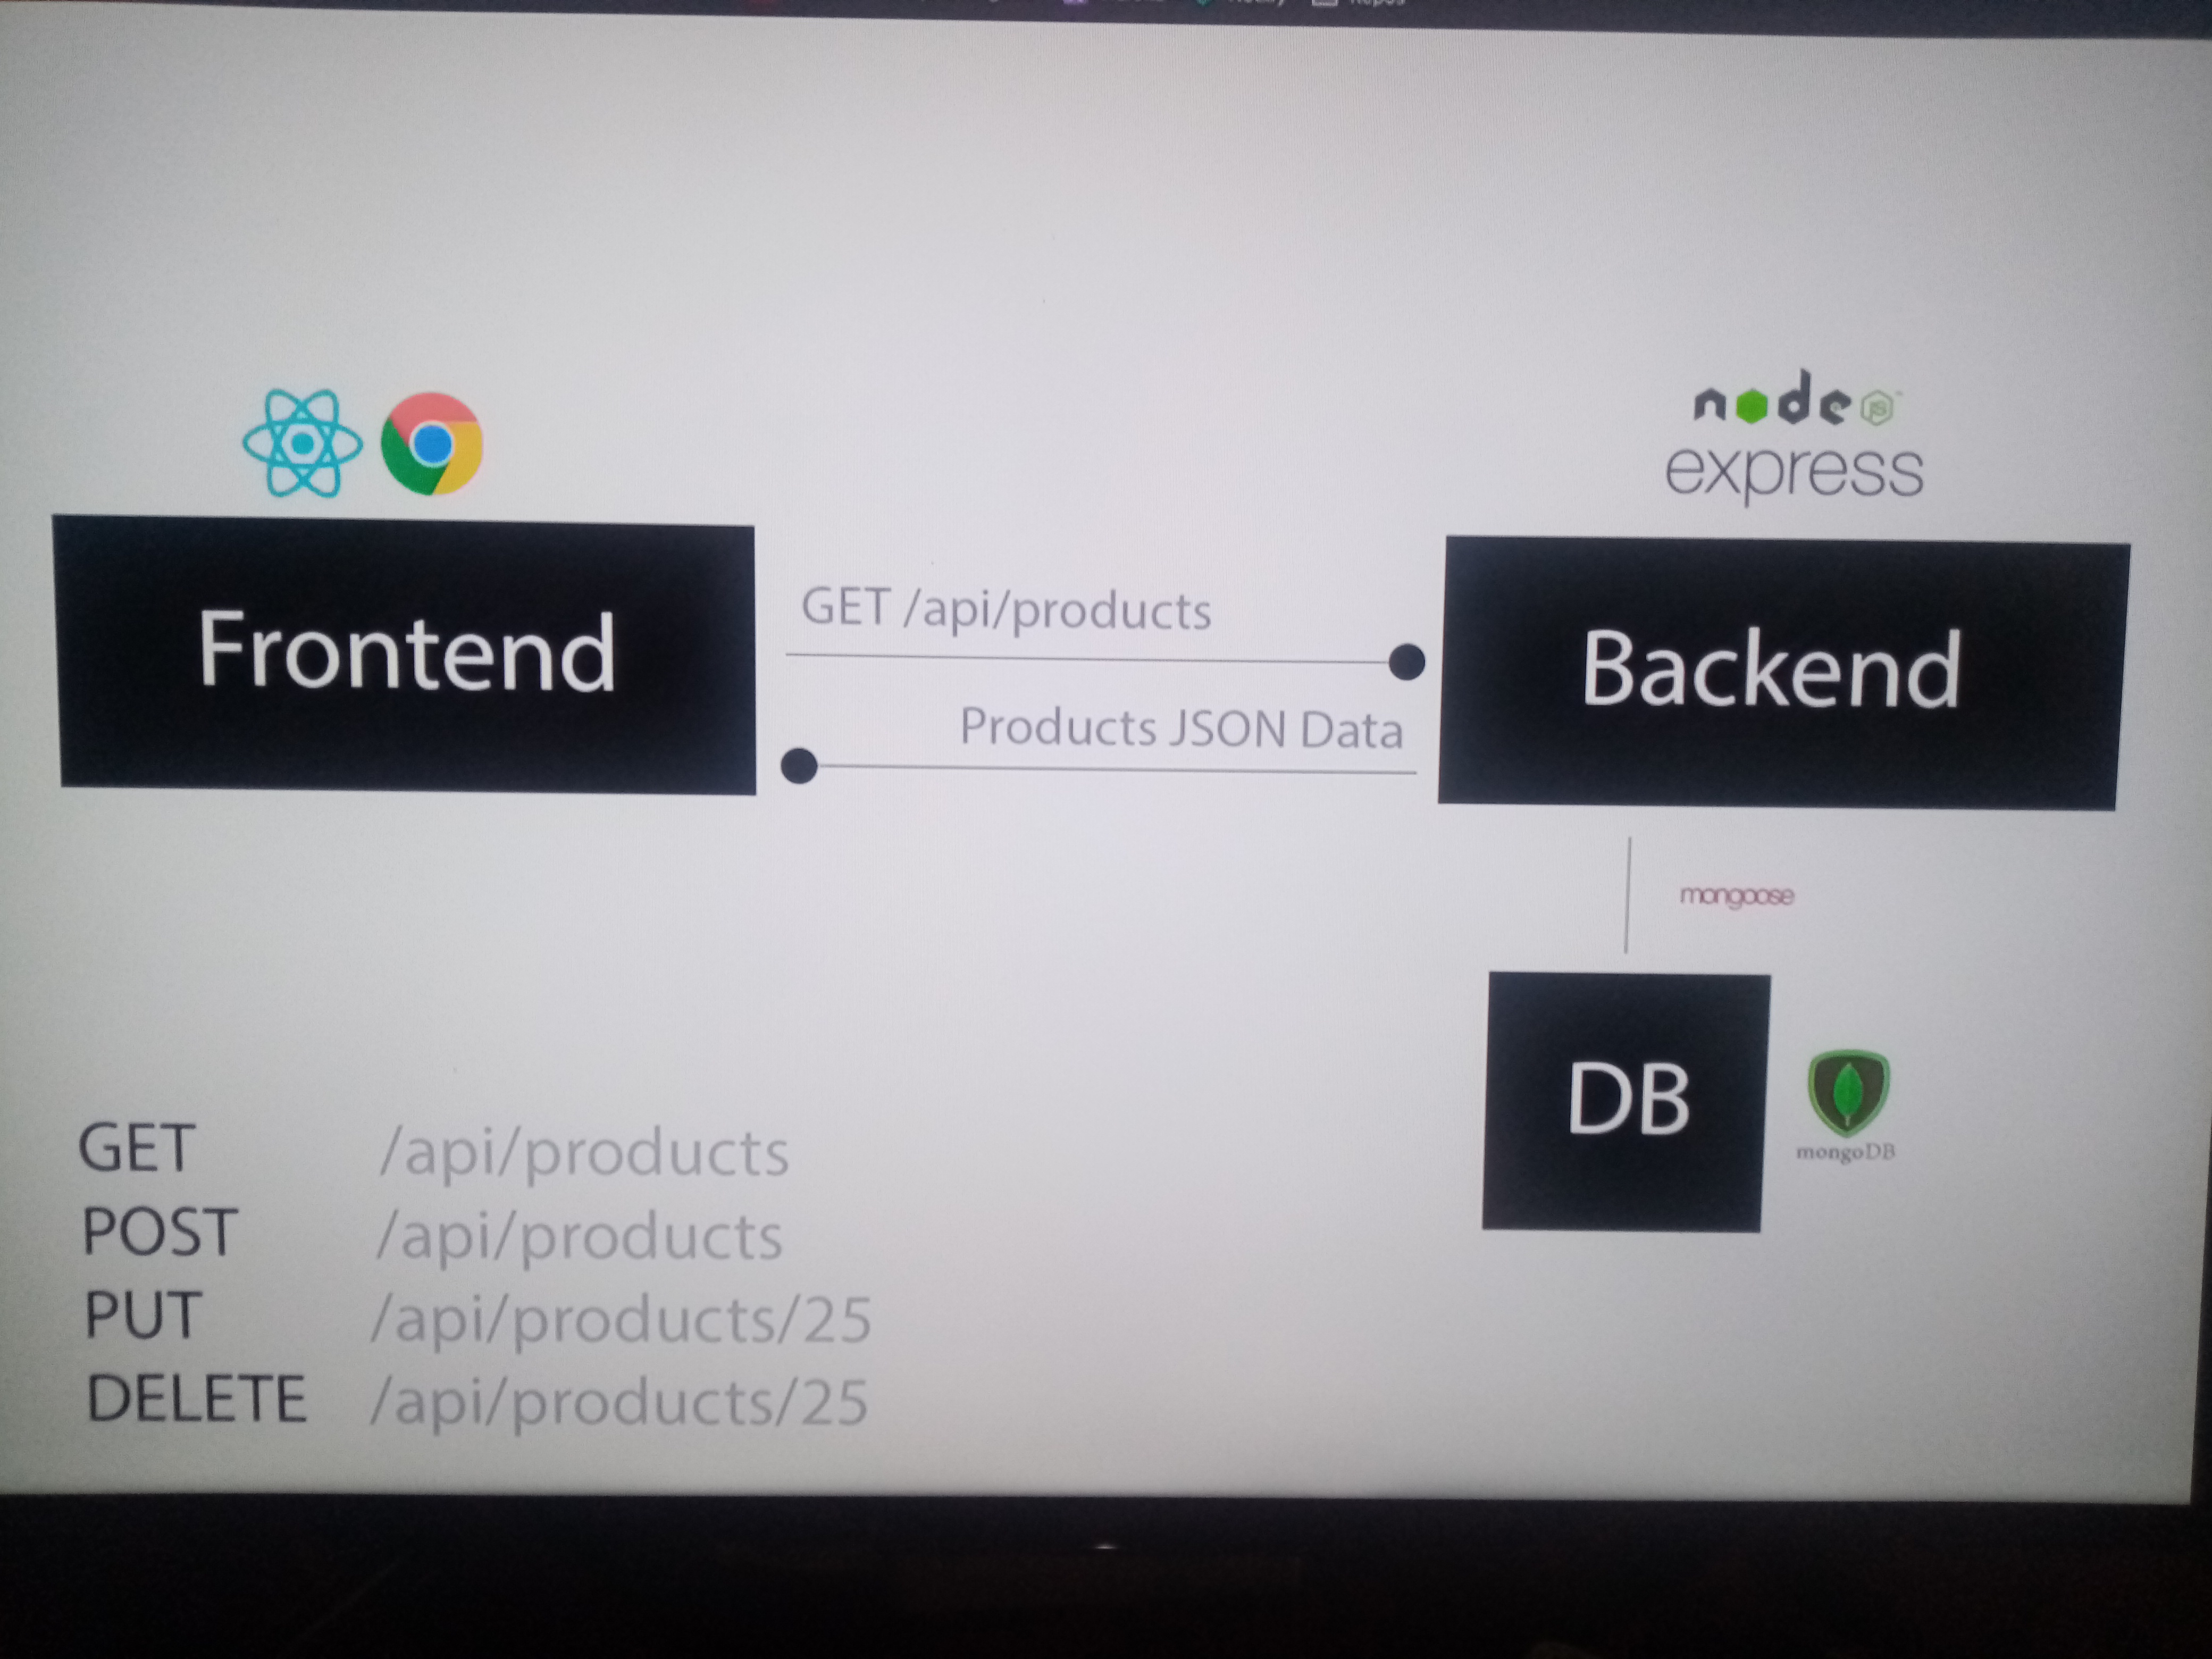 Repos
node JS
express
Frontend
GET /api/products
Products JSON Data
Backend
mongoose
DB
mongoDB
GET /api/products
POST /api/products
PUT /api/products/25
DELETE /api/products/25